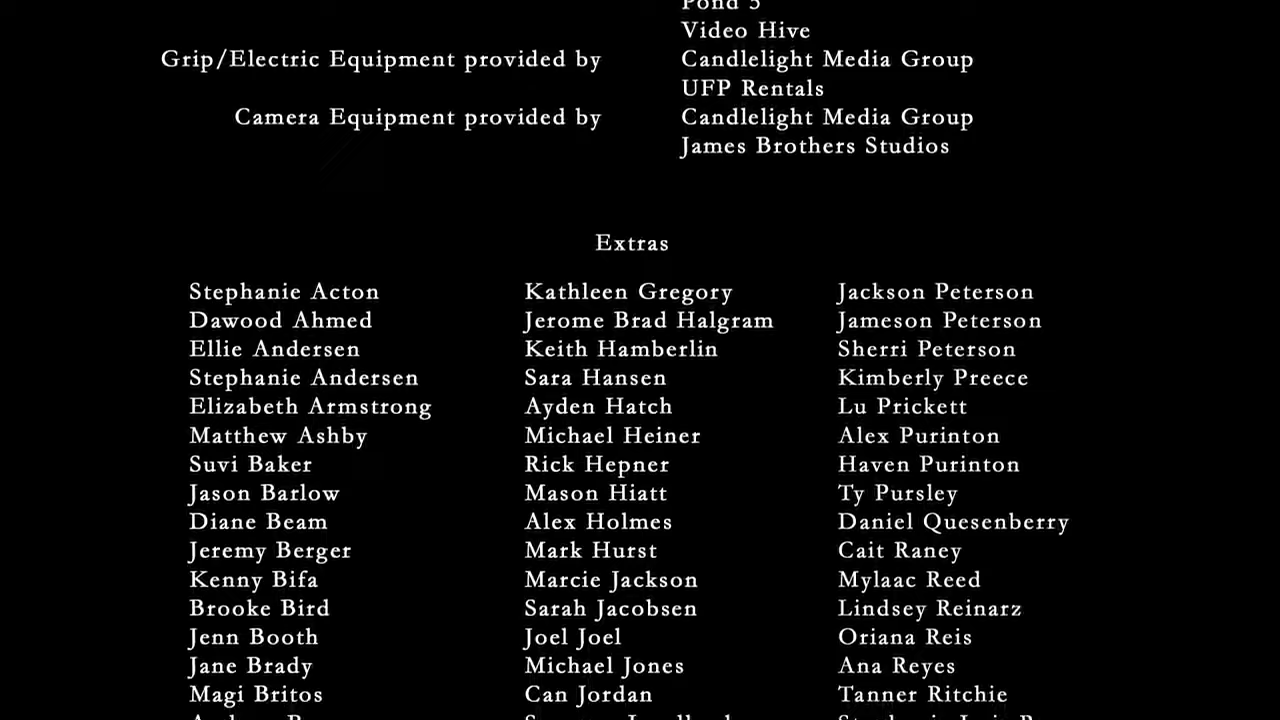 Pond 5
Video Hive
Grip/Electric Equipment provided by Candlelight Media Group
UFP Rentals
Camera Equipment provided by Candlelight Media Group
James Brothers Studios
Extras
Stephanie Acton Kathleen Gregory Jackson Peterson
Dawood Ahmed Jerome Brad Halgram Jameson Peterson
Ellie Andersen Keith Hamberlin Sherri Peterson
Stephanie Andersen Sara Hansen Kimberly Preece
Elizabeth Armstrong Ayden Hatch Lu Prickett
Matthew Ashby Michael Heiner Alex Purinton
Suvi Baker Rick Hepner Haven Purinton
Jason Barlow Mason Hiatt Ty Pursley
Diane Beam Alex Holmes Daniel Quesenberry
Jeremy Berger Mark Hurst Cait Raney
Kenny Bifa Marcie Jackson Mylaac Reed
Brooke Bird Sarah Jacobsen Lindsey Reinarz
Jenn Booth Joel Joel Oriana Reis
Jane Brady Michael Jones Ana Reyes
Magi Britos Can Jordan Tanner Ritchie